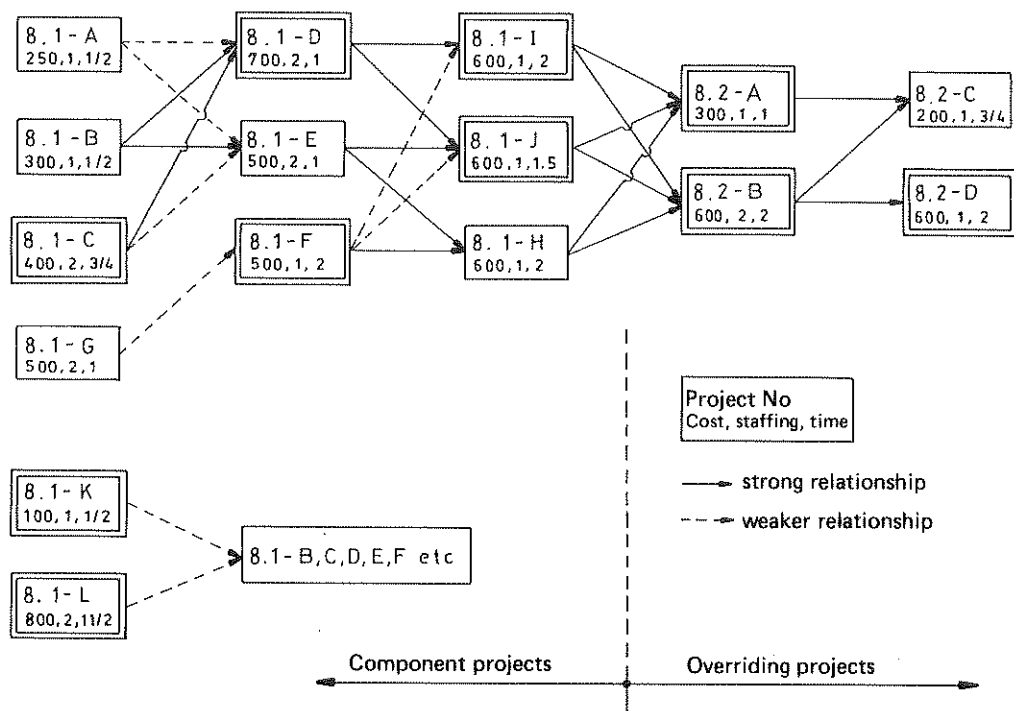 8.1-A
250,1,1/2
8.1-B
300,1,1/2
8.1-C
400,2,3/4
8.1-G
500,2,1
8.1-D
700,2,1
8.1-E
500,2,1
8.1-F
500,1,2
8.1-I
600,1,2
8.1-J
600,1,1.5
8.1-H
600,1,2
8.2-A
300,1,1
8.2-B
600,2,2
8.2-C
200,1,3/4
8.2-D
600,1,2
Project No
Cost, staffing, time
strong relationship
weaker relationship
8.1-K
100,1,1/2
8.1-L
800,2,11/2
8.1-B,C,D,E,F etc
Component projects
Overriding projects